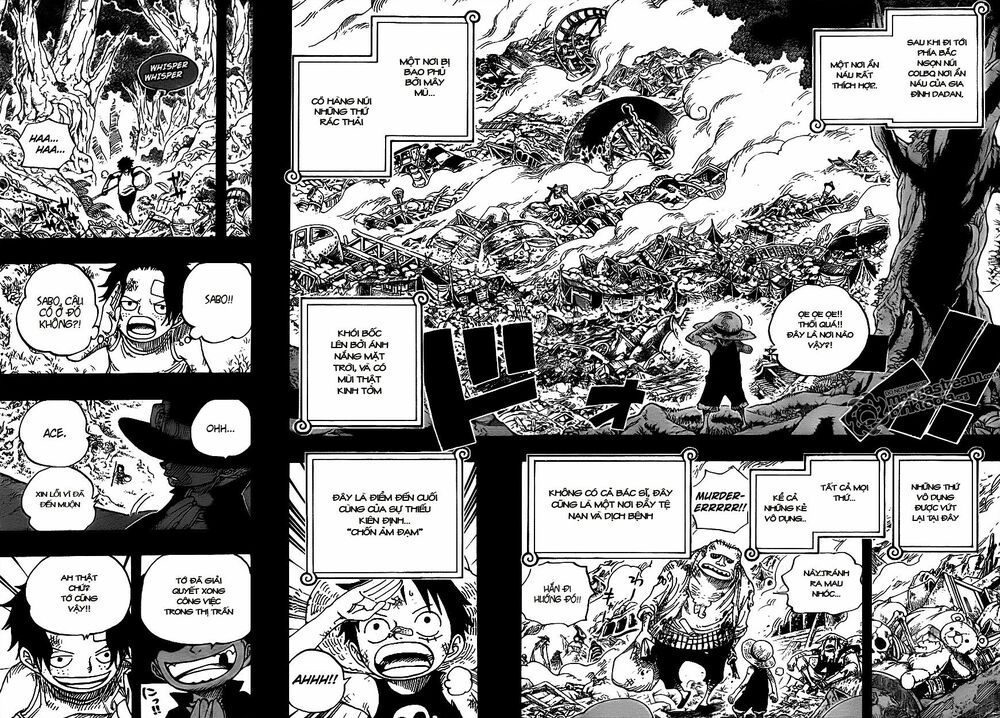 SAU KHI ĐI TỚI
PHÍA BẮC
NGỌN NÚI
COLBO, NƠI ẨN
NÁU CỦA GIA
ĐÌNH DADAN,
MỘT NƠI ẨN
NÁU RẤT
THÍCH HỢP.
MỘT NƠI BỊ
BAO PHỦ
BỞI MÂY
MÙ...
CÓ HÀNG NÚI
NHỮNG THỨ
RÁC THẢI
QẸ QẸ QẸ!!
THỐI QUÁ!!
ĐÂY LÀ NƠI NÀO
VẬY?!
KHÓI BỐC
LÊN BỞI ÁNH
NẮNG MẶT
TRỜI, VÀ CÓ
MÙI THẬT
KINH TỞM
ドォ
NHỮNG THỨ
VÔ DỤNG
ĐƯỢC VỨT
LẠI TẠI ĐÂY
TẤT CẢ MỌI
THỨ...
KỂ CẢ
NHỮNG KẺ
VÔ DỤNG..
NÀY,TRÁNH
RA MAU
NHÓC...
MURDER-
ERRRRR!!
KHÔNG CÓ CẢ BÁC SĨ, ĐÂY
CŨNG LÀ MỘT NƠI ĐẦY TỆ
NẠN VÀ DỊCH BỆNH
HẮN ĐI
HƯỚNG ĐÓ!!
ĐÂY LÀ ĐIỂM ĐẾN CUỐI
CÙNG CỦA SỰ THIẾU
KIÊN ĐỊNH...
"CHỐN ẢM ĐẠM"
AHHH!!
WHISPER
WHISPER
HAA...
HAA...
SABO!!
SABO, CẬU
CÓ Ở ĐÓ
KHÔNG?!
OHH...
ACE.
XIN LỖI VÌ ĐÃ
ĐẾN MUỘN
TỚ ĐÃ GIẢI
QUYẾT XONG
CÔNG VIỆC
TRONG THỊ TRẤN
AH THẬT
CHỨ?
TỚ CŨNG
VẬY!!